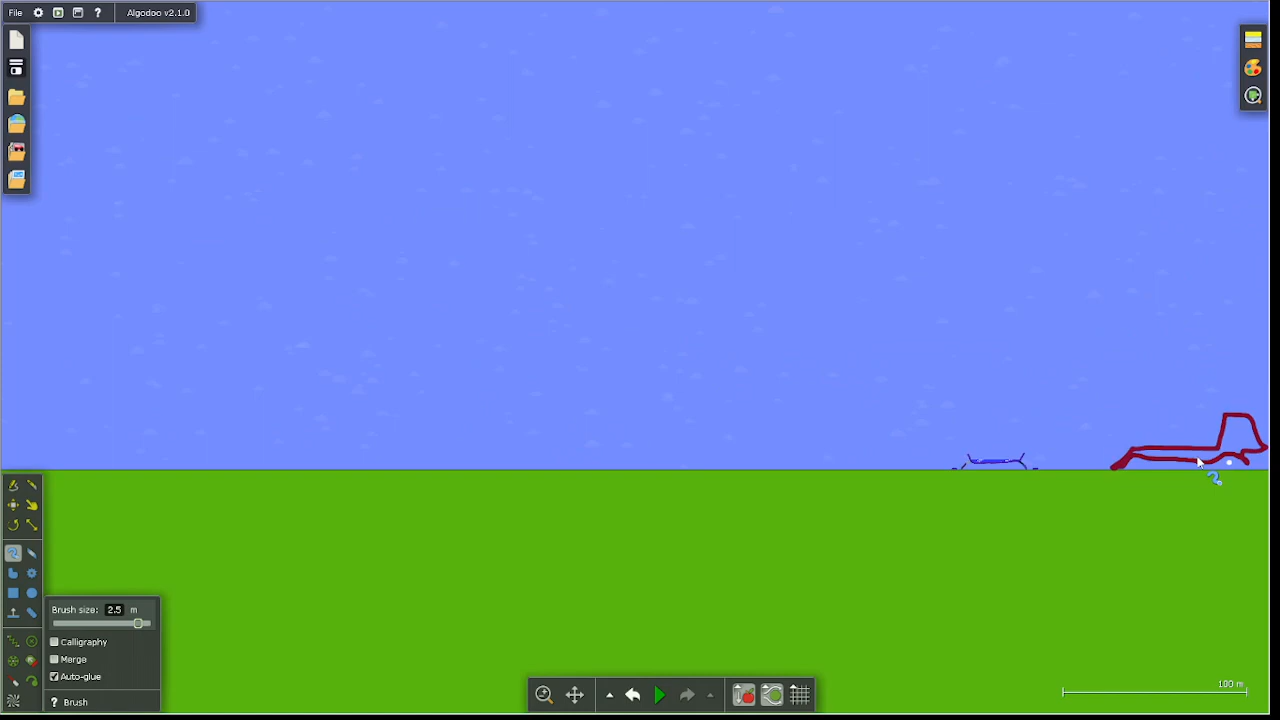 File ? Algodoo v2.1.0
Brush size: 2.5 m
Calligraphy
Merge
Auto-glue
? Brush
100 m